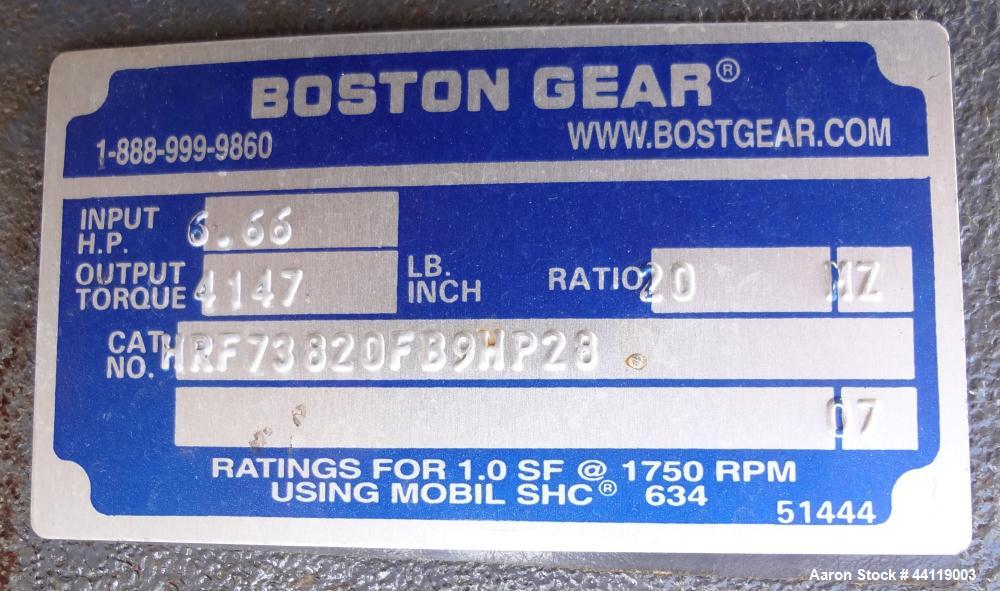 BOSTON GEAR®
1-888-999-9860 WWW.BOSTGEAR.COM
INPUT H.P. 6.66
OUTPUT TORQUE 4147 LB. INCH RATIO 20 MZ
CAT. NO. HRF73820FB9HP28
07
RATINGS FOR 1.0 SF @ 1750 RPM
USING MOBIL SHC® 634
51444
Aaron Stock # 44119003